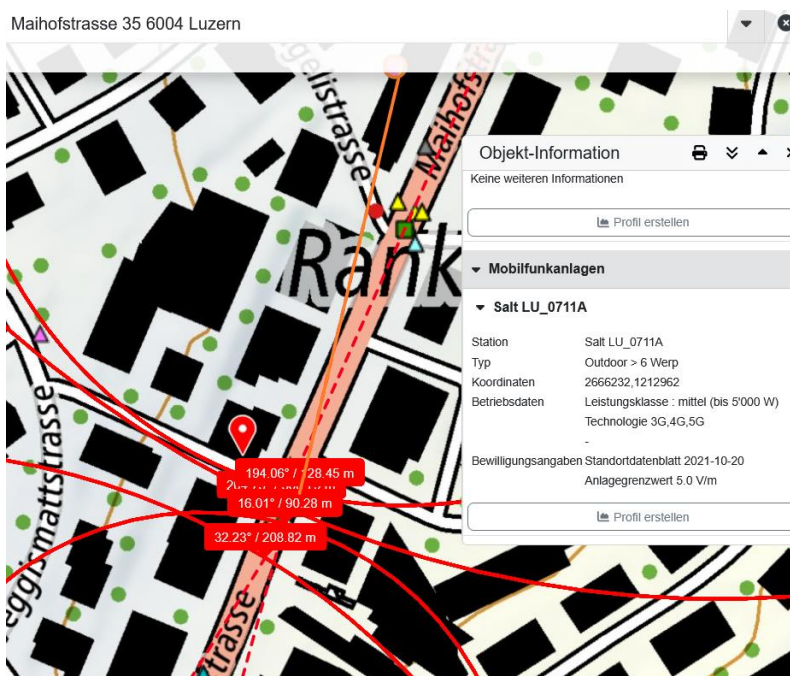 Maihofstrasse 35 6004 Luzern
Maihofstr
Rank
Objekt-Information
Keine weiteren Informationen
Profil erstellen
Mobilfunkanlagen
Salt LU_0711A
Station Salt LU_0711A
Typ Outdoor > 6 Werp
Koordinaten 2666232,1212962
Betriebsdaten Leistungsklasse : mittel (bis 5'000 W)
Technologie 3G,4G,5G
-
Bewilligungsangaben Standortdatenblatt 2021-10-20
Anlagegrenzwert 5.0 V/m
Profil erstellen
eggismattstrasse
194.06° / 128.45 m
16.01° / 90.28 m
32.23° / 208.82 m
trasse